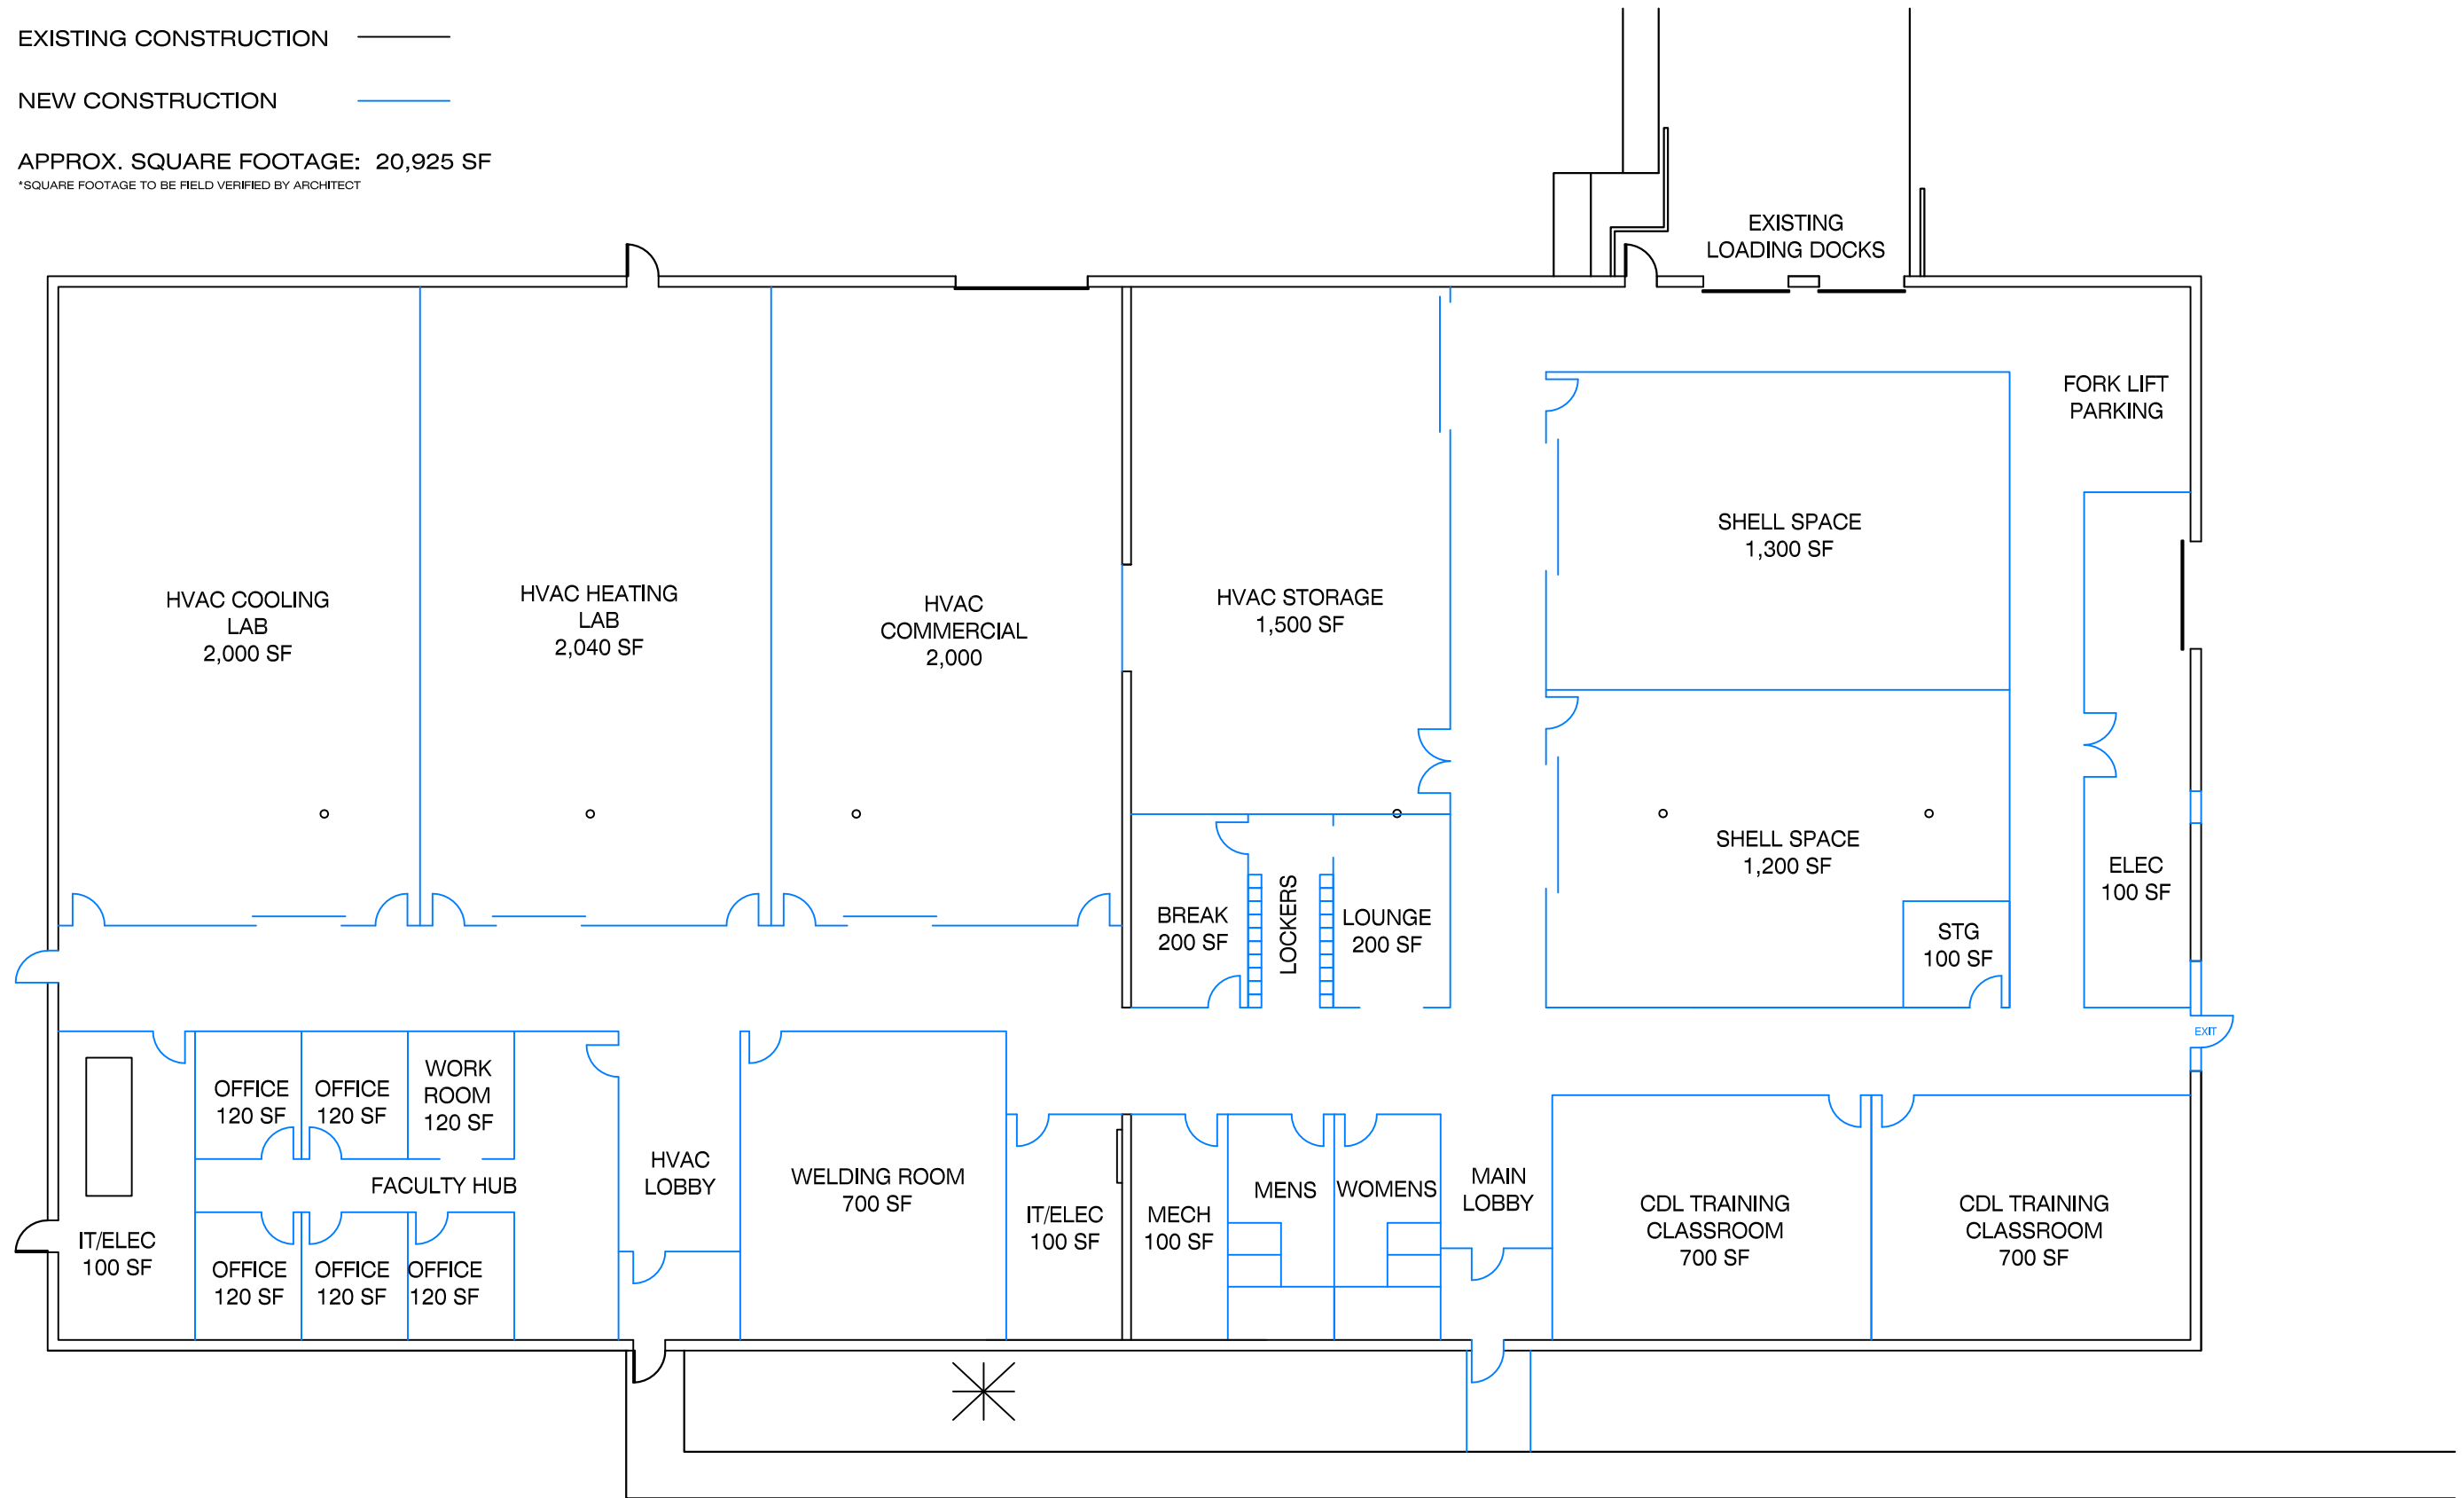 EXISTING CONSTRUCTION
NEW CONSTRUCTION
APPROX. SQUARE FOOTAGE: 20,925 SF
*SQUARE FOOTAGE TO BE FIELD VERIFIED BY ARCHITECT
EXISTING
LOADING DOCKS
FORK LIFT
PARKING
HVAC COOLING
LAB
2,000 SF
HVAC HEATING
LAB
2,040 SF
HVAC
COMMERCIAL
2,000
HVAC STORAGE
1,500 SF
SHELL SPACE
1,300 SF
SHELL SPACE
1,200 SF
ELEC
100 SF
BREAK
200 SF
LOCKERS
LOUNGE
200 SF
STG
100 SF
EXIT
OFFICE
120 SF
OFFICE
120 SF
WORK
ROOM
120 SF
FACULTY HUB
IT/ELEC
100 SF
OFFICE
120 SF
OFFICE
120 SF
OFFICE
120 SF
HVAC
LOBBY
WELDING ROOM
700 SF
IT/ELEC
100 SF
MECH
100 SF
MENS
WOMENS
MAIN
LOBBY
CDL TRAINING
CLASSROOM
700 SF
CDL TRAINING
CLASSROOM
700 SF